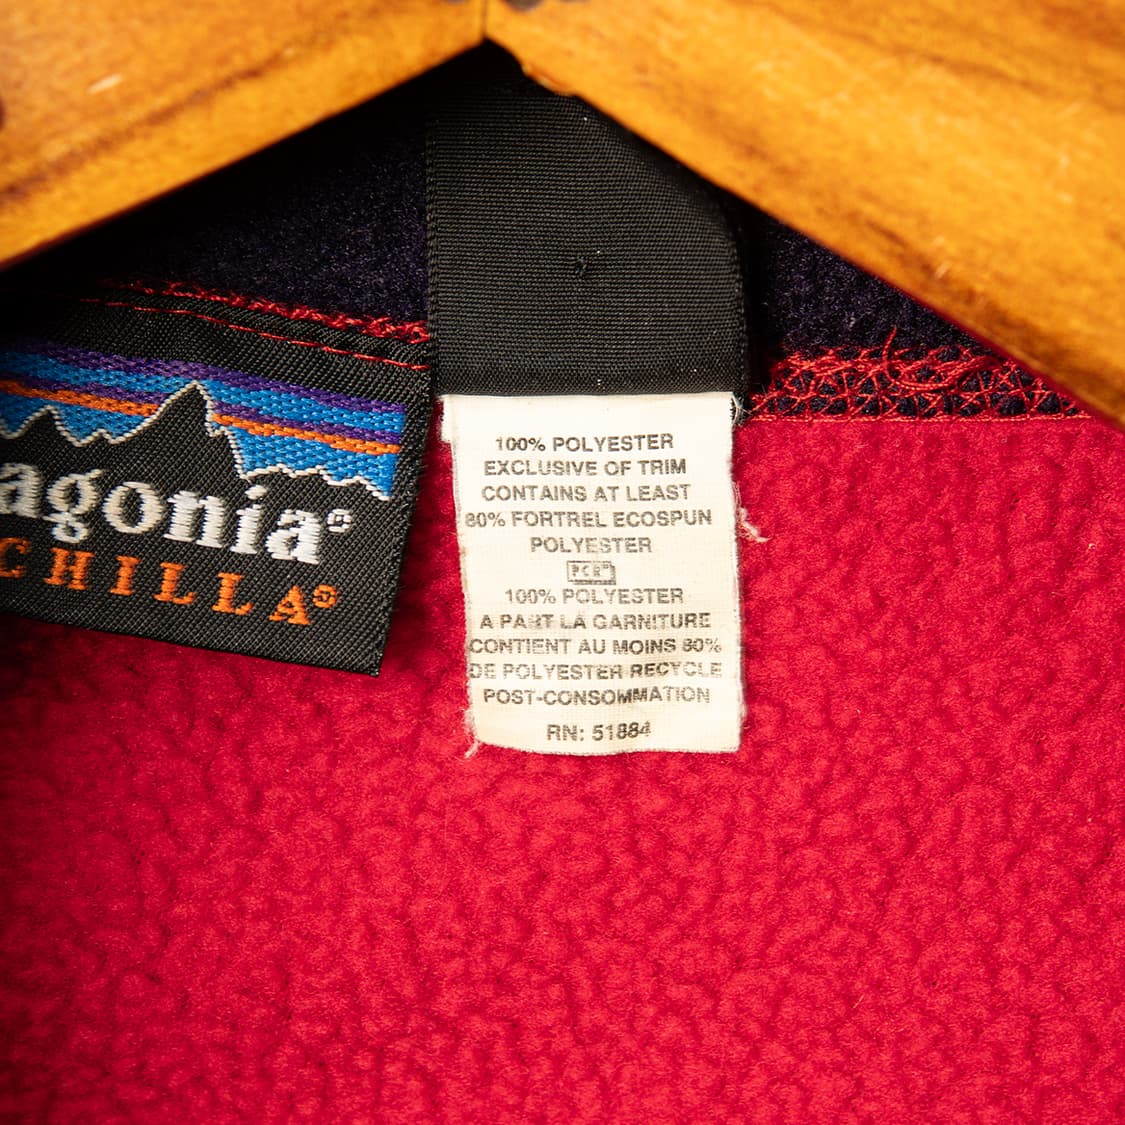 agonia®
CHILLA®
100% POLYESTER
EXCLUSIVE OF TRIM
CONTAINS AT LEAST
80% FORTREL ECOSPUN
POLYESTER
PCR®
100% POLYESTER
A PART LA GARNITURE
CONTIENT AU MOINS 80%
DE POLYESTER RECYCLE
POST-CONSOMMATION
RN: 51884